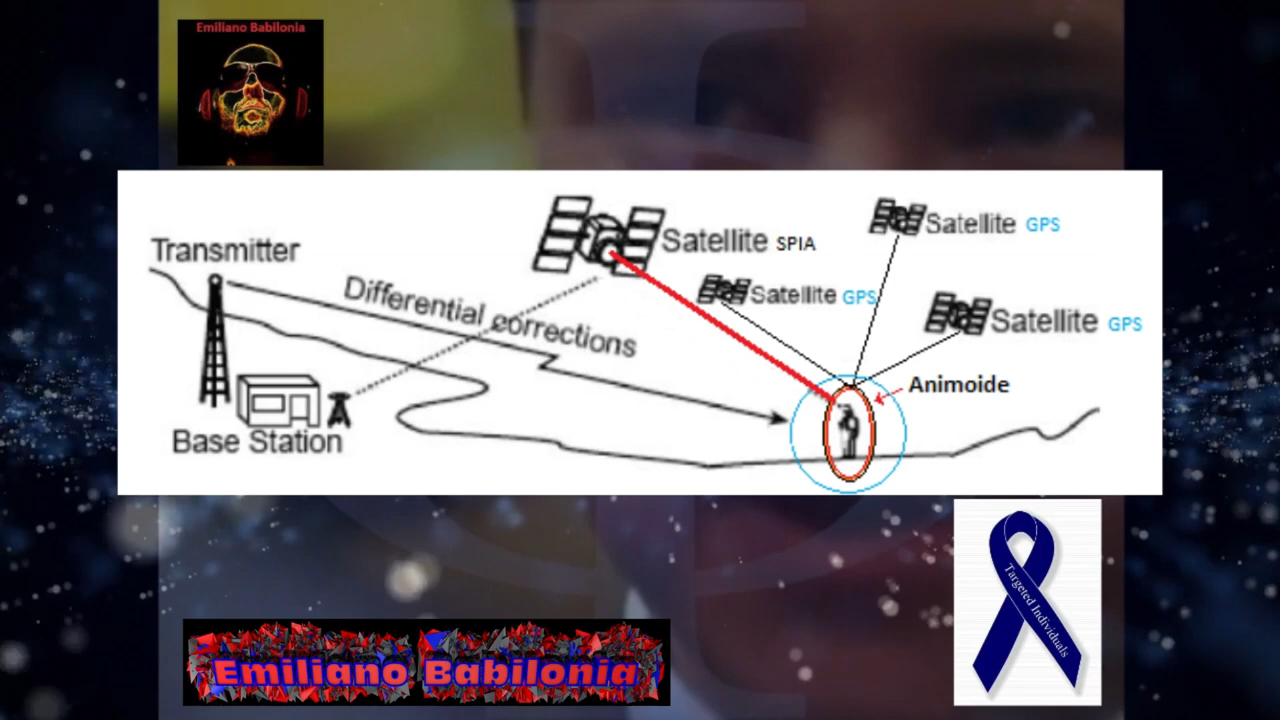 Emiliano Babilonia
Transmitter
Satellite SPIA
Satellite GPS
Satellite GPS
Satellite GPS
Differential corrections
Animoide
Base Station
Targeted Individuals
Emiliano Babilonia